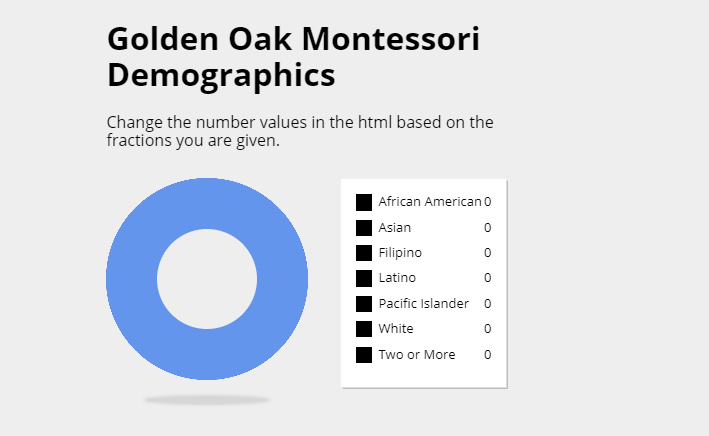 Golden Oak Montessori
Demographics
Change the number values in the html based on the
fractions you are given.
African American 0
Asian 0
Filipino 0
Latino 0
Pacific Islander 0
White 0
Two or More 0